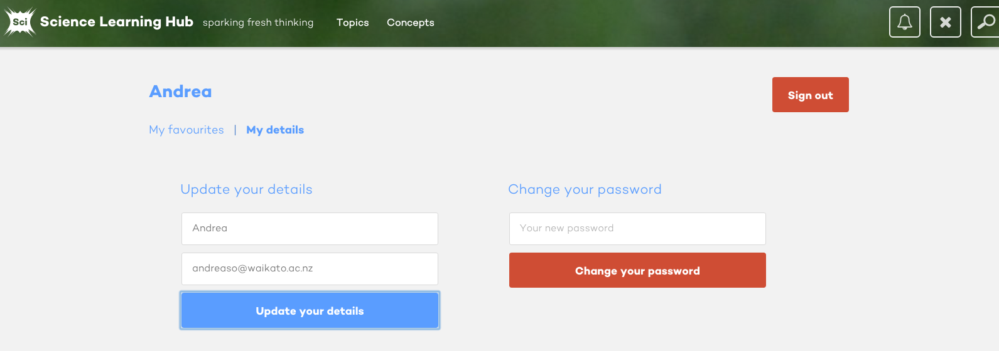 Sci Science Learning Hub sparking fresh thinking Topics Concepts
Andrea
Sign out
My favourites | My details
Update your details
Andrea
andreaso@waikato.ac.nz
Update your details
Change your password
Your new password
Change your password